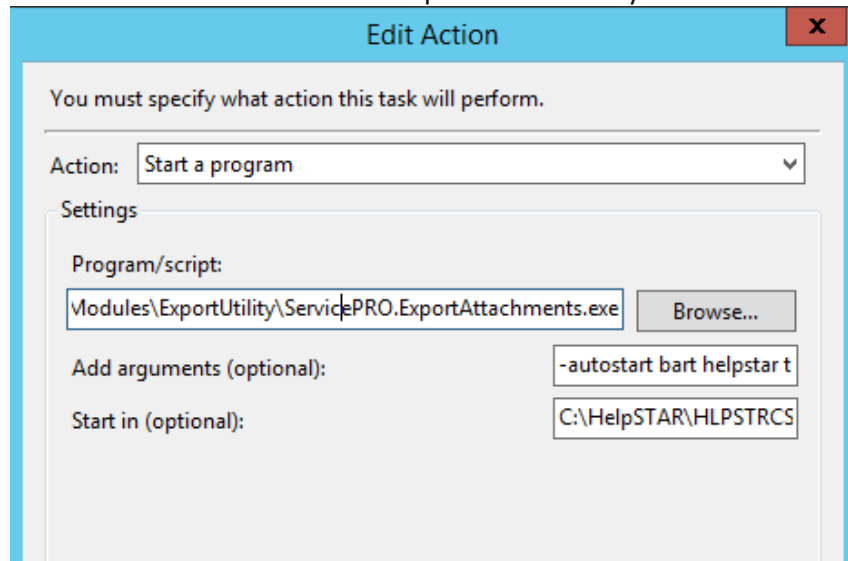 Edit Action
x
You must specify what action this task will perform.
Action: Start a program
Settings
Program/script:
Modules\ExportUtility\ServicePRO.ExportAttachments.exe Browse...
Add arguments (optional): -autostart bart helpstar t
Start in (optional): C:\HelpSTAR\HLPSTRCS